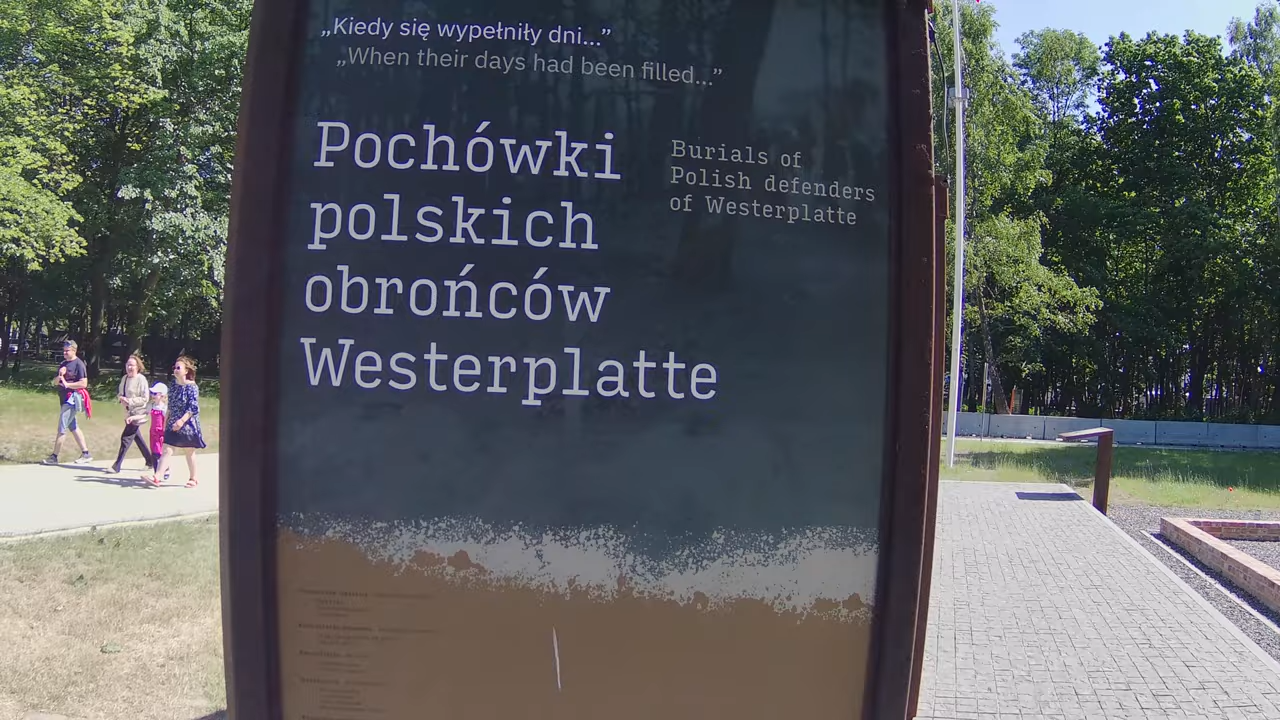 „Kiedy się wypełniły dni...”
„When their days had been filled...”
Pochówki
polskich
obrońców
Westerplatte
Burials of
Polish defenders
of Westerplatte